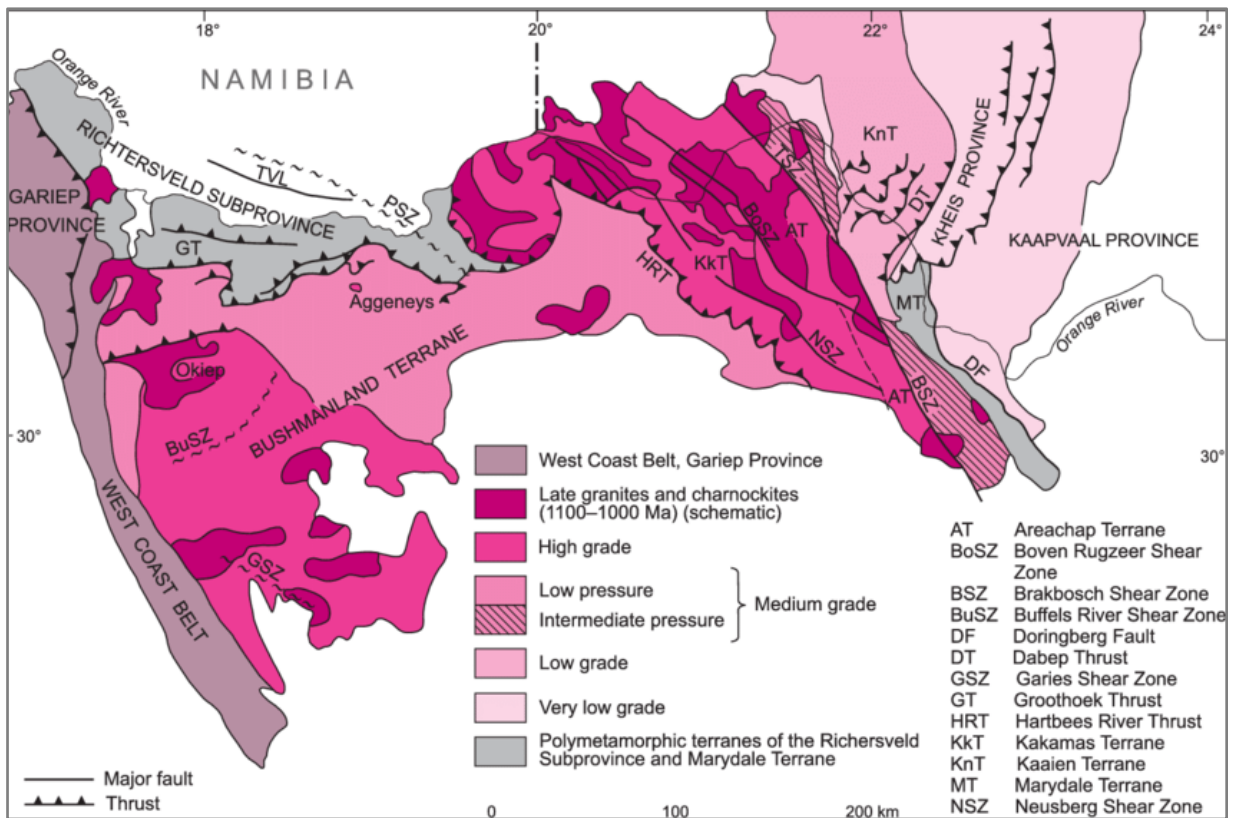 18°
20°
22°
24°
Orange River
NAMIBIA
RICHTERSVELD SUBPROVINCE
TVL
PSZ
GARIEP
PROVINCE
GT
Aggeneys
HRT
KkT
BoSZ
AT
TSZ
KnT
DT
KHEIS PROVINCE
KAAPVAAL PROVINCE
MT
Orange River
DF
NSZ
AT
BSZ
Okiep
BuSZ
BUSHMANLAND TERRANE
30°
30°
WEST COAST BELT
GSZ
West Coast Belt, Gariep Province
Late granites and charnockites
(1100–1000 Ma) (schematic)
High grade
Low pressure
Intermediate pressure
Medium grade
Low grade
Very low grade
Polymetamorphic terranes of the Richersveld
Subprovince and Marydale Terrane
AT Areachap Terrane
BoSZ Boven Rugzeer Shear
Zone
BSZ Brakbosch Shear Zone
BuSZ Buffels River Shear Zone
DF Doringberg Fault
DT Dabep Thrust
GSZ Garies Shear Zone
GT Groothoek Thrust
HRT Hartbees River Thrust
KkT Kakamas Terrane
KnT Kaaien Terrane
MT Marydale Terrane
NSZ Neusberg Shear Zone
Major fault
Thrust
0 100 200 km